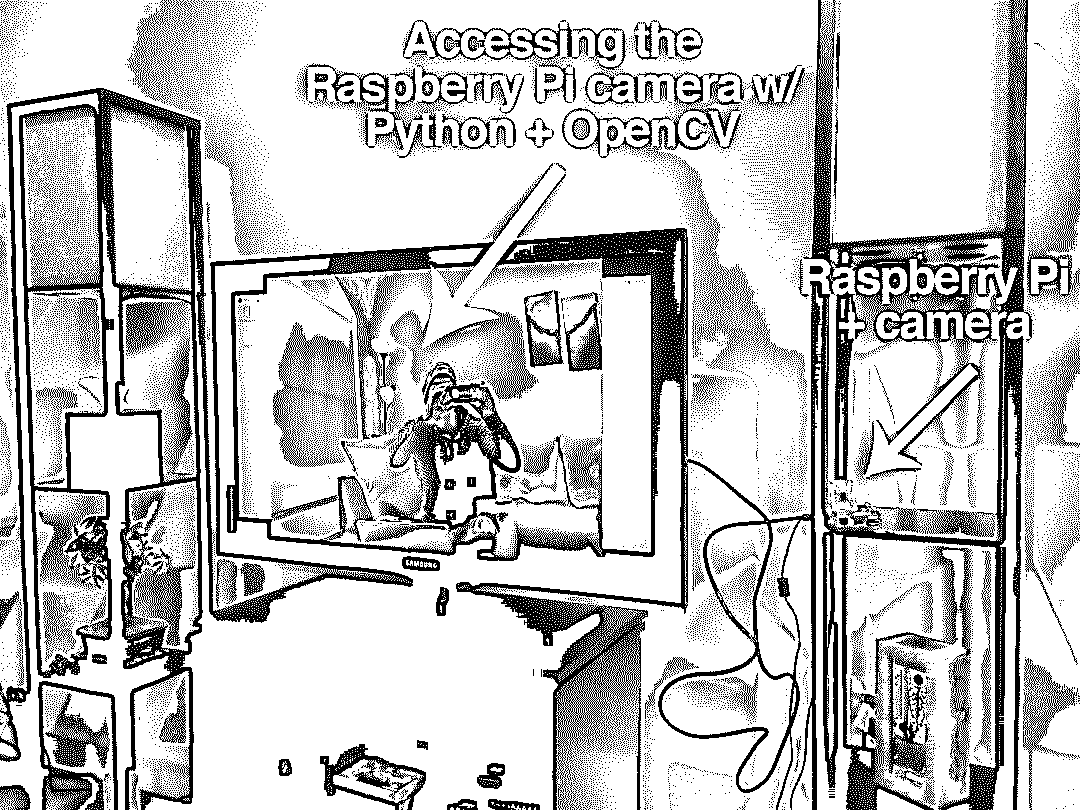 Accessing the
Raspberry Pi camera w/
Python + OpenCV
Raspberry Pi
+ camera
SAMSUNG